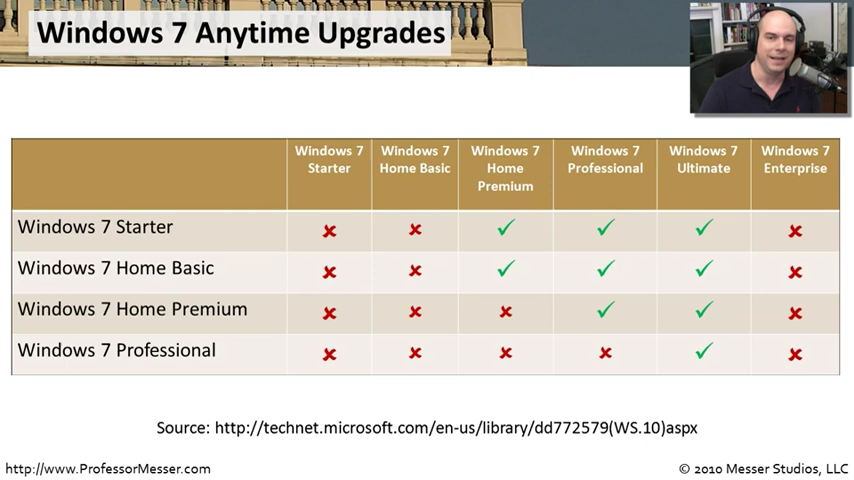 Windows 7 Anytime Upgrades
Windows 7 Starter
Windows 7 Home Basic
Windows 7 Home Premium
Windows 7 Professional
Windows 7 Ultimate
Windows 7 Enterprise
Windows 7 Starter ✗ ✗ ✓ ✓ ✓ ✗
Windows 7 Home Basic ✗ ✗ ✓ ✓ ✓ ✗
Windows 7 Home Premium ✗ ✗ ✗ ✓ ✓ ✗
Windows 7 Professional ✗ ✗ ✗ ✗ ✓ ✗
Source: http://technet.microsoft.com/en-us/library/dd772579(WS.10)aspx
http://www.ProfessorMesser.com
© 2010 Messer Studios, LLC